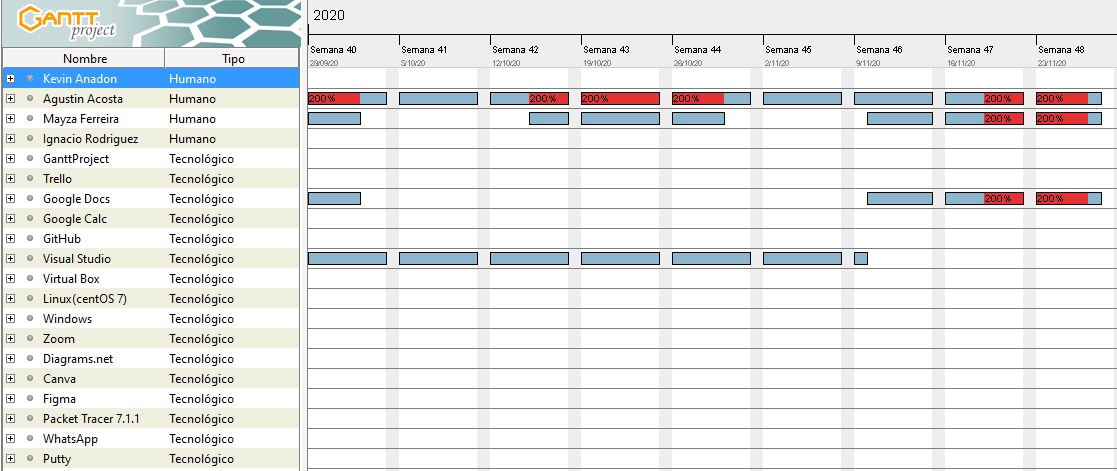 GANTT
project
2020
Semana 40 Semana 41 Semana 42 Semana 43 Semana 44 Semana 45 Semana 46 Semana 47 Semana 48
28/09/20 5/10/20 12/10/20 19/10/20 26/10/20 2/11/20 9/11/20 16/11/20 23/11/20
Nombre Tipo
Kevin Anadon Humano
Agustin Acosta Humano 200% 200% 200% 200% 200% 200%
Mayza Ferreira Humano 200% 200%
Ignacio Rodriguez Humano
GanttProject Tecnológico
Trello Tecnológico
Google Docs Tecnológico 200% 200%
Google Calc Tecnológico
GitHub Tecnológico
Visual Studio Tecnológico
Virtual Box Tecnológico
Linux(centOS 7) Tecnológico
Windows Tecnológico
Zoom Tecnológico
Diagrams.net Tecnológico
Canva Tecnológico
Figma Tecnológico
Packet Tracer 7.1.1 Tecnológico
WhatsApp Tecnológico
Putty Tecnológico